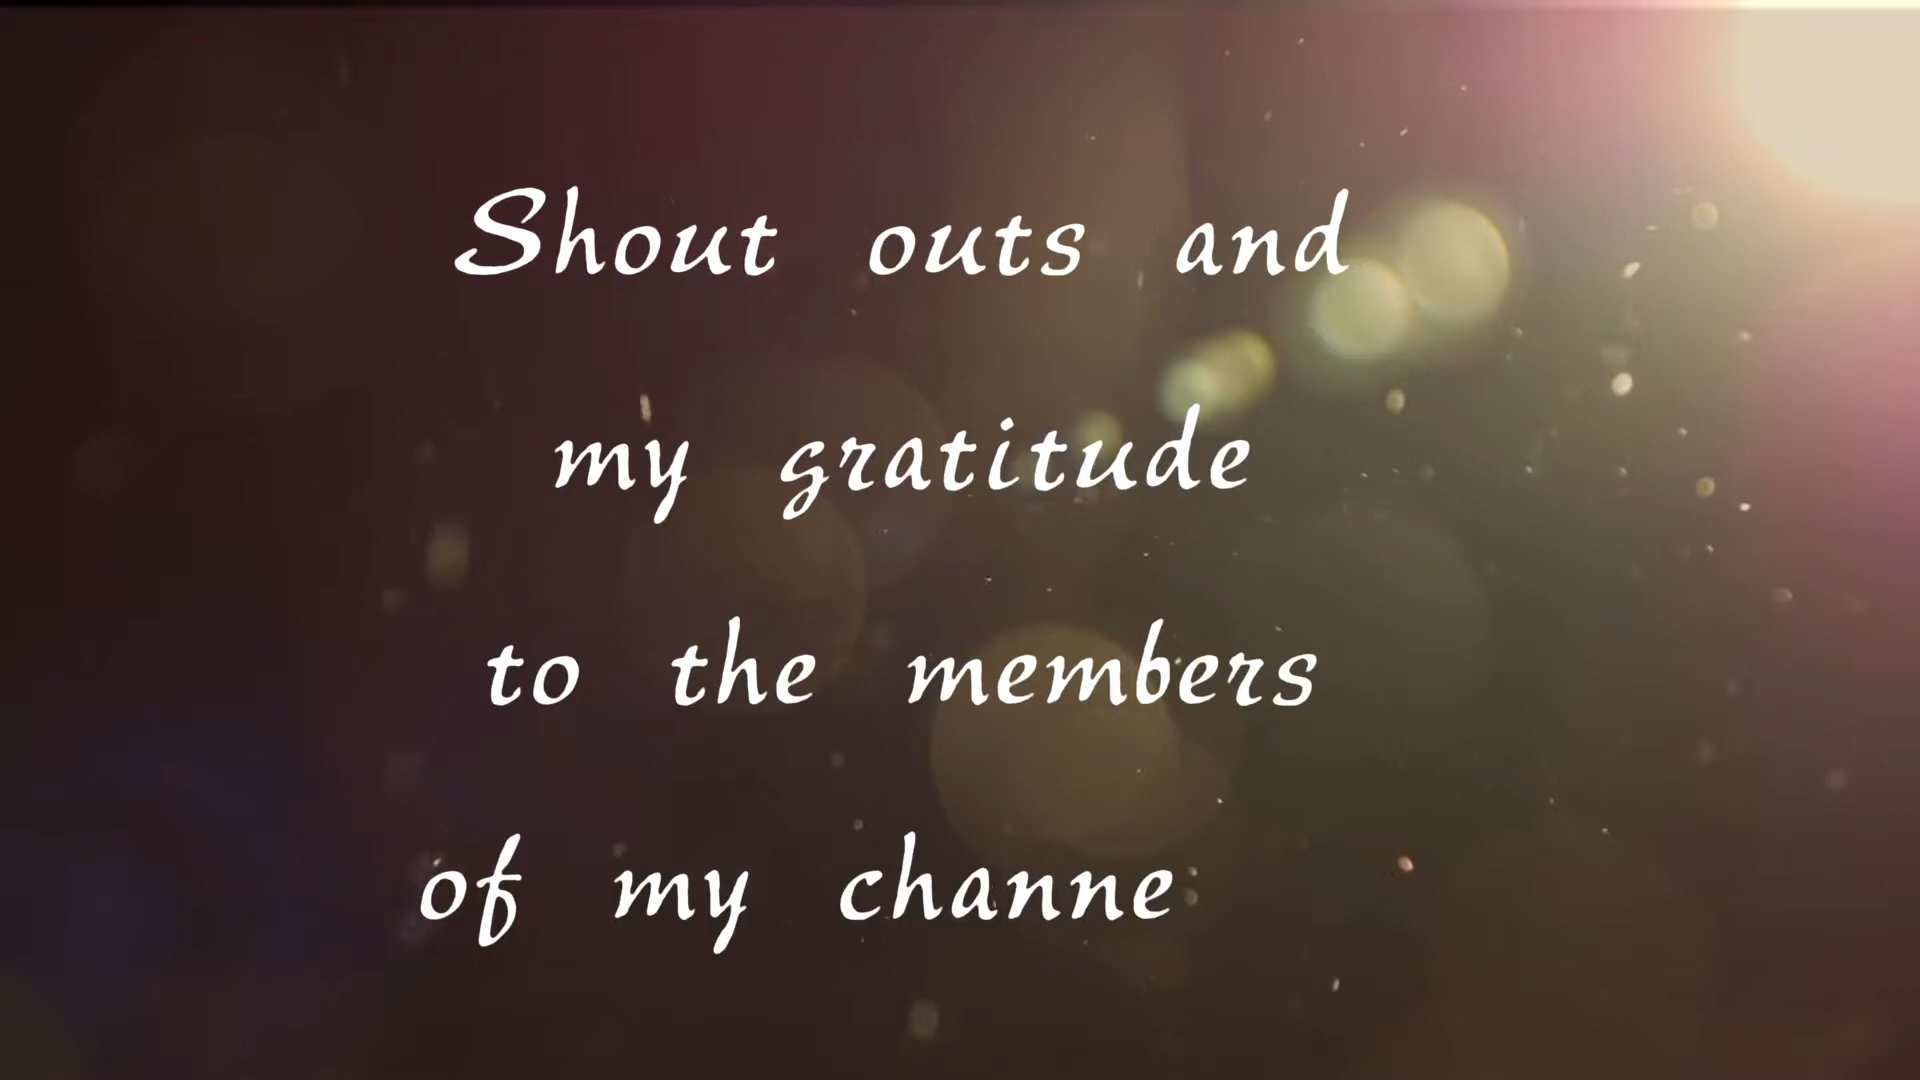 Shout outs and
my gratitude
to the members
of my channe